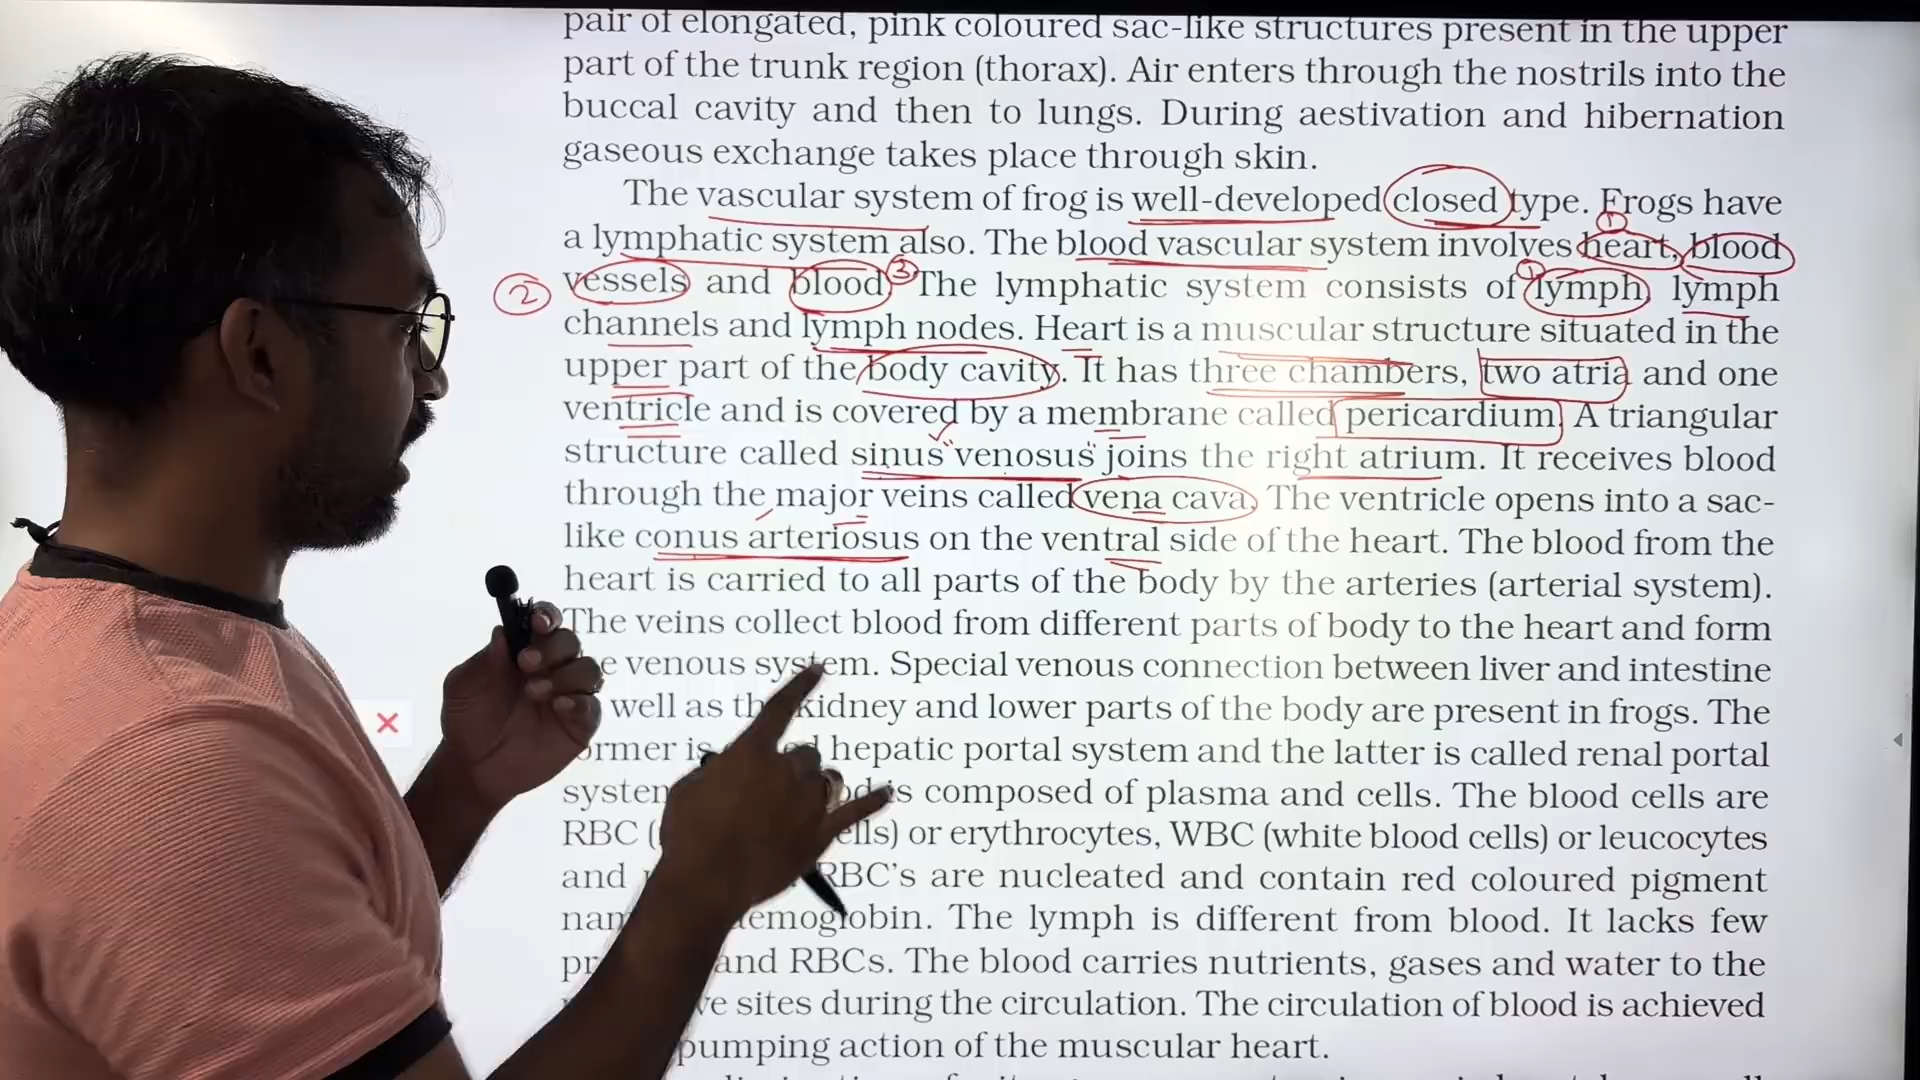 pair of elongated, pink coloured sac-like structures present in the upper
part of the trunk region (thorax). Air enters through the nostrils into the
buccal cavity and then to lungs. During aestivation and hibernation
gaseous exchange takes place through skin.
The vascular system of frog is well-developed closed type. Frogs have
a lymphatic system also. The blood vascular system involves heart, blood
vessels and blood. The lymphatic system consists of lymph, lymph
channels and lymph nodes. Heart is a muscular structure situated in the
upper part of the body cavity. It has three chambers, two atria and one
ventricle and is covered by a membrane called pericardium. A triangular
structure called sinus venosus joins the right atrium. It receives blood
through the major veins called vena cava. The ventricle opens into a sac-
like conus arteriosus on the ventral side of the heart. The blood from the
heart is carried to all parts of the body by the arteries (arterial system).
The veins collect blood from different parts of body to the heart and form
venous system. Special venous connection between liver and intestine
well as the kidney and lower parts of the body are present in frogs. The
is hepatic portal system and the latter is called renal portal
is composed of plasma and cells. The blood cells are
RBC ( cells) or erythrocytes, WBC (white blood cells) or leucocytes
and RBC's are nucleated and contain red coloured pigment
The lymph is different from blood. It lacks few
and RBCs. The blood carries nutrients, gases and water to the
sites during the circulation. The circulation of blood is achieved
pumping action of the muscular heart.
1
2
3
1